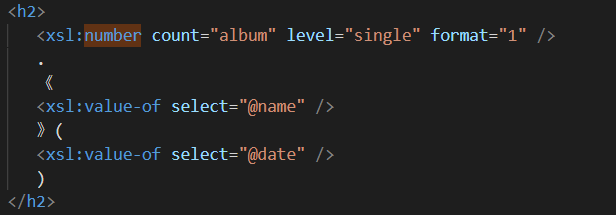 <h2>
<xsl:number count="album" level="single" format="1" />
.
《
<xsl:value-of select="@name" />
》(
<xsl:value-of select="@date" />
)
</h2>